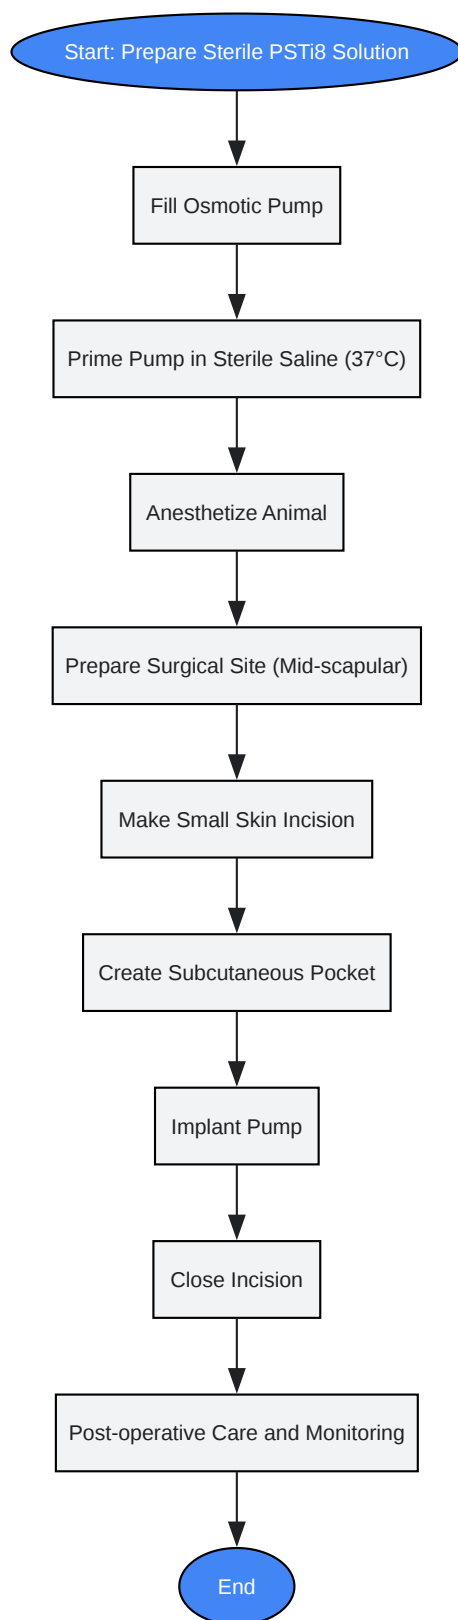 Start: Prepare Sterile PSTi8 Solution
Fill Osmotic Pump
Prime Pump in Sterile Saline (37°C)
Anesthetize Animal
Prepare Surgical Site (Mid-scapular)
Make Small Skin Incision
Create Subcutaneous Pocket
Implant Pump
Close Incision
Post-operative Care and Monitoring
End